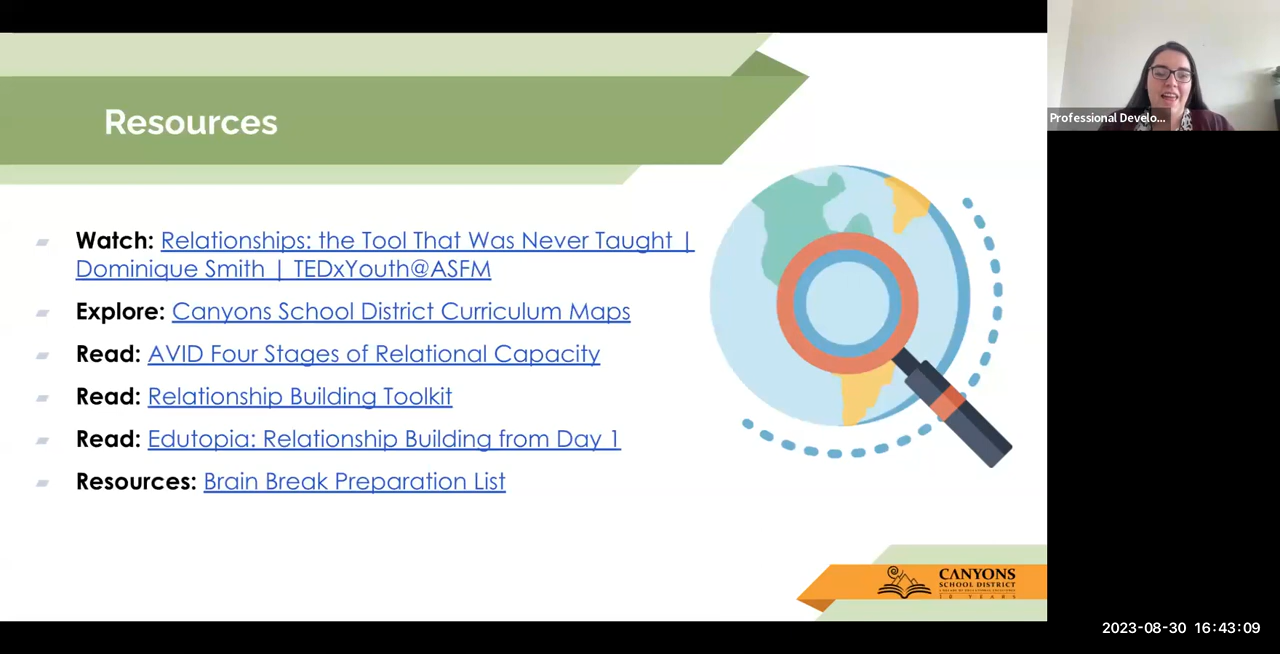 Resources
Watch: Relationships: the Tool That Was Never Taught |
Dominique Smith | TEDxYouth@ASFM
Explore: Canyons School District Curriculum Maps
Read: AVID Four Stages of Relational Capacity
Read: Relationship Building Toolkit
Read: Edutopia: Relationship Building from Day 1
Resources: Brain Break Preparation List
Professional Develo...
CANYONS
SCHOOL DISTRICT
2023-08-30 16:43:09